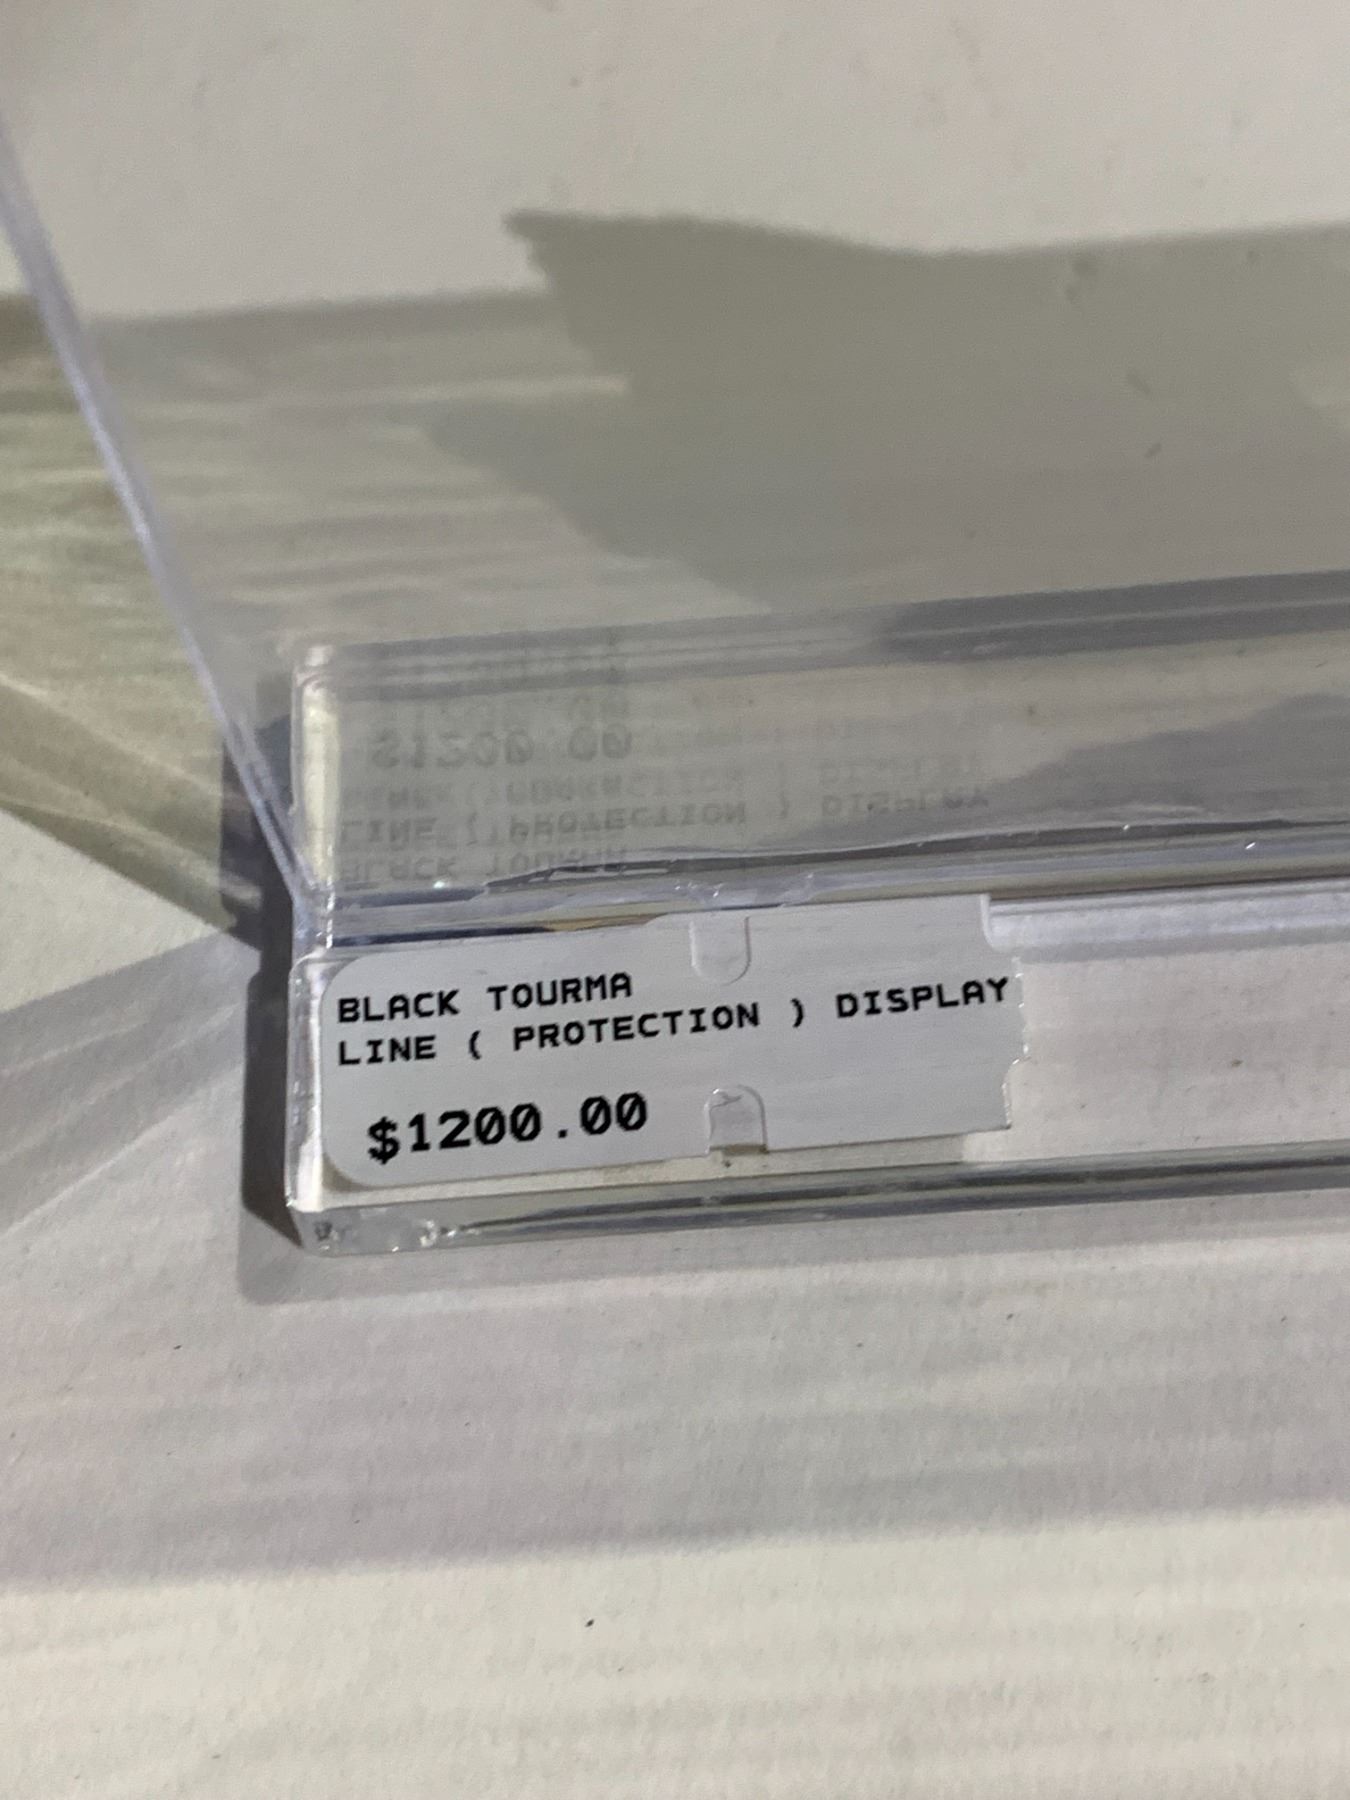 BLACK TOURMA
LINE ( PROTECTION ) DISPLAY
$1200.00